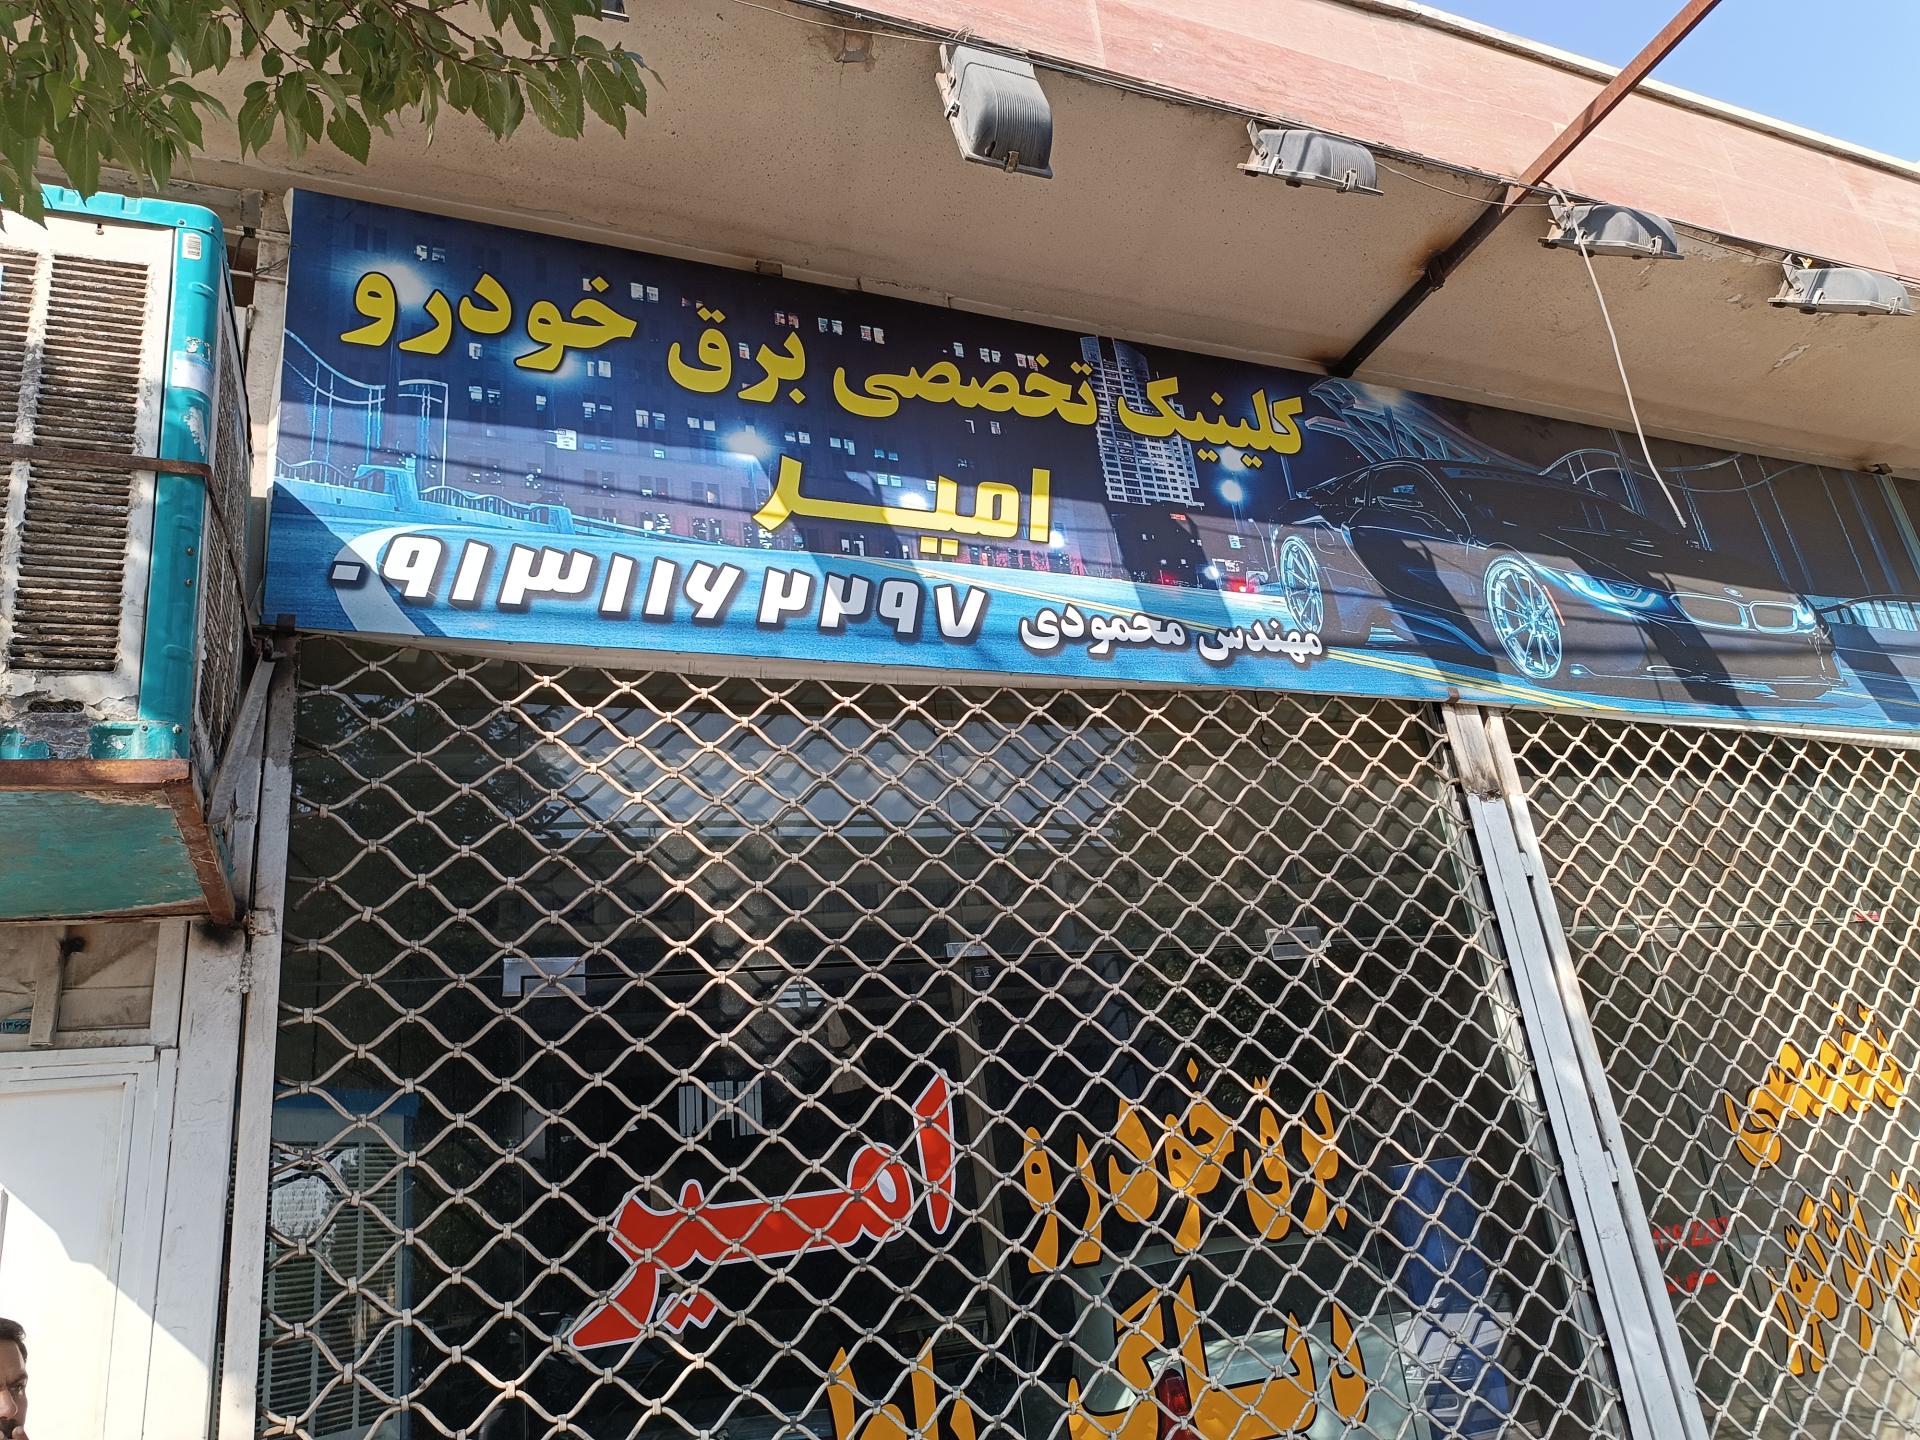 کلینیک تخصصی برق خودرو
امیر
مهندس محمودی ۰۹۱۳۱۱۶۲۲۹۷
برق خودرو
امیر